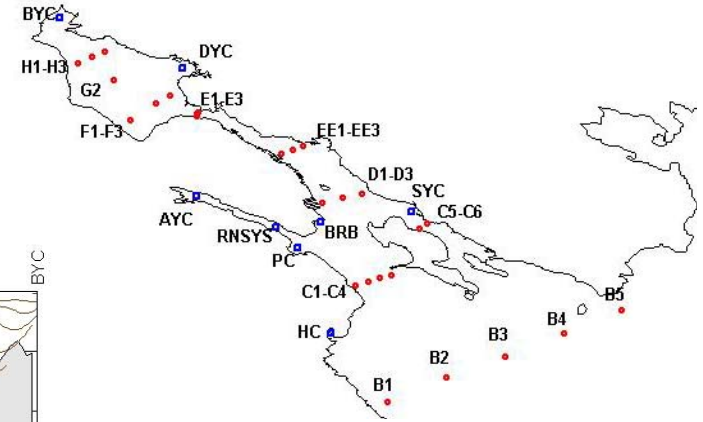 BYC
DYC
H1-H3
G2
E1-E3
F1-F3
EE1-EE3
D1-D3
SYC
C5-C6
AYC
RNSYS
BRB
PC
BYC
C1-C4
B5
B4
HC
B3
B2
B1